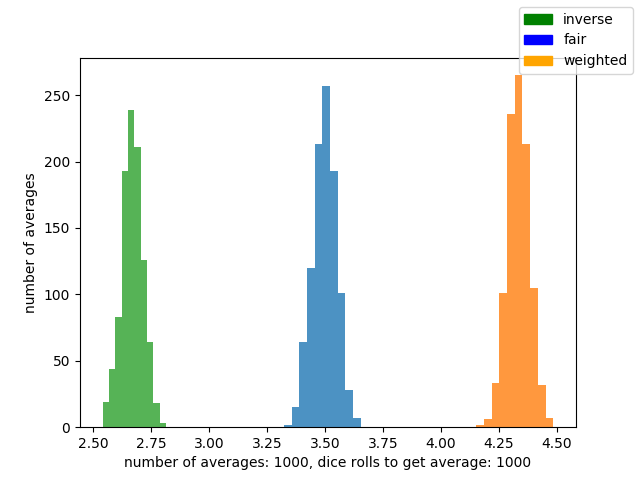 inverse
fair
weighted
250
200
150
100
50
0
number of averages
2.50 2.75 3.00 3.25 3.50 3.75 4.00 4.25 4.50
number of averages: 1000, dice rolls to get average: 1000